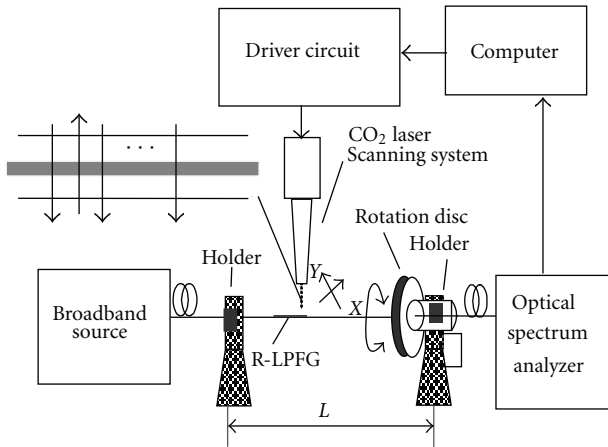 Driver circuit
Computer
CO₂ laser
Scanning system
. . .
Rotation disc
Holder
Holder
Y
X
Broadband
source
R-LPFG
Optical
spectrum
analyzer
L